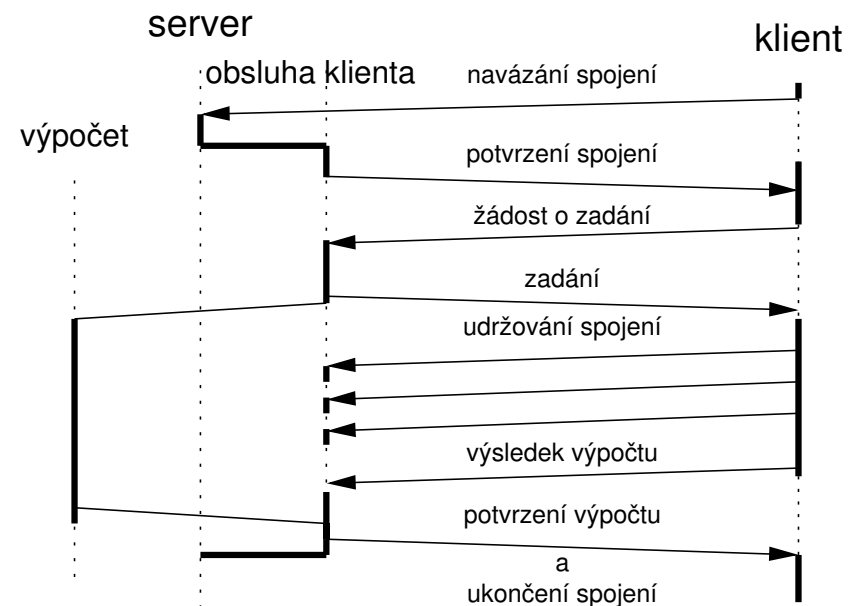 server
klient
obsluha klienta
navázání spojení
výpočet
potvrzení spojení
žádost o zadání
zadání
udržování spojení
výsledek výpočtu
potvrzení výpočtu
a
ukončení spojení